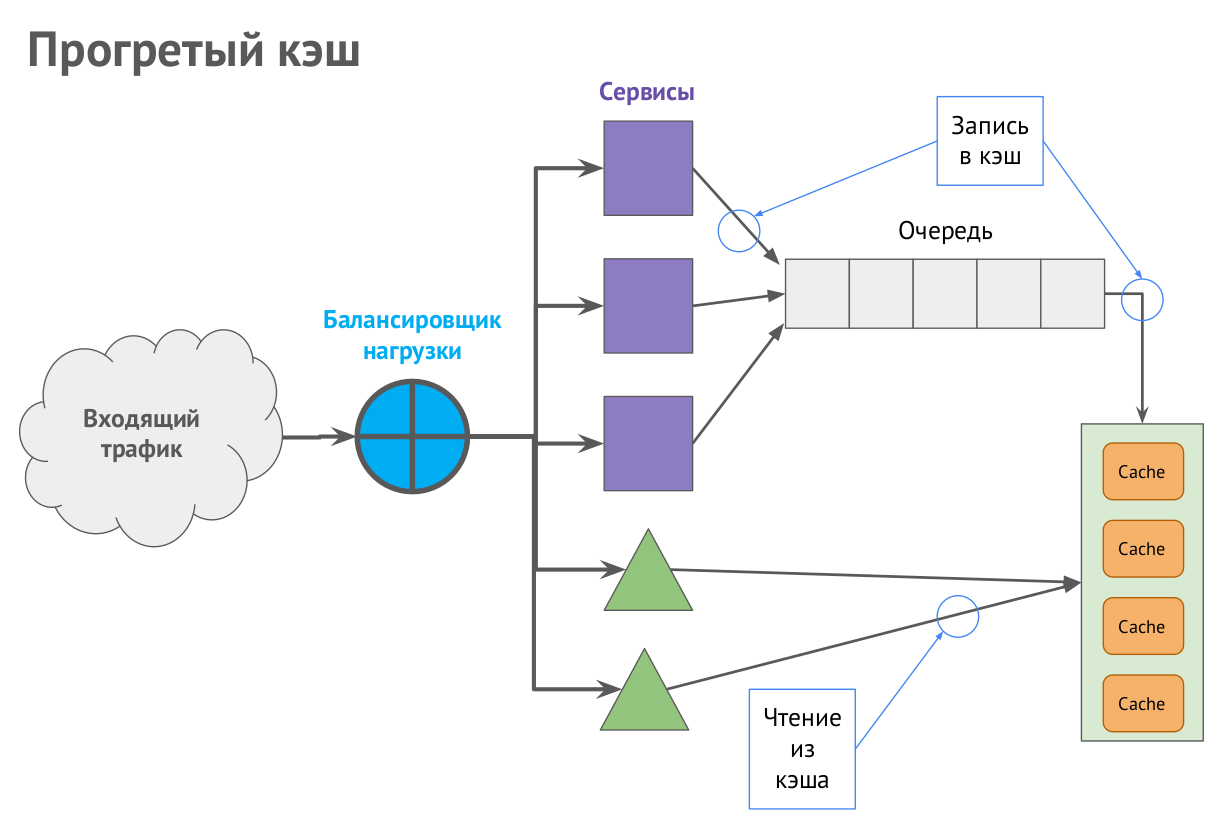 Прогретый кэш
Сервисы
Запись
в кэш
Очередь
Балансировщик
нагрузки
Входящий
трафик
Cache
Cache
Cache
Cache
Чтение
из
кэша